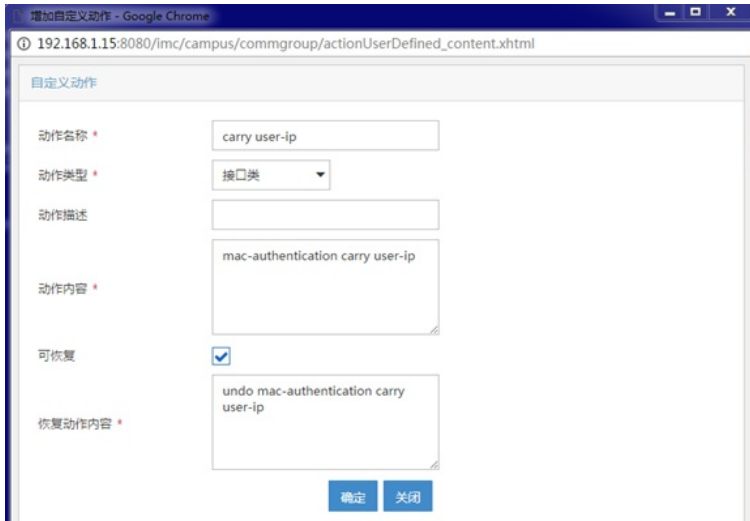 增加自定义动作 - Google Chrome
192.168.1.15:8080/imc/campus/commgroup/actionUserDefined_content.xhtml
自定义动作
动作名称 * carry user-ip
动作类型 * 接口类
动作描述
动作内容 * mac-authentication carry user-ip
可恢复
恢复动作内容 * undo mac-authentication carry
user-ip
确定 关闭